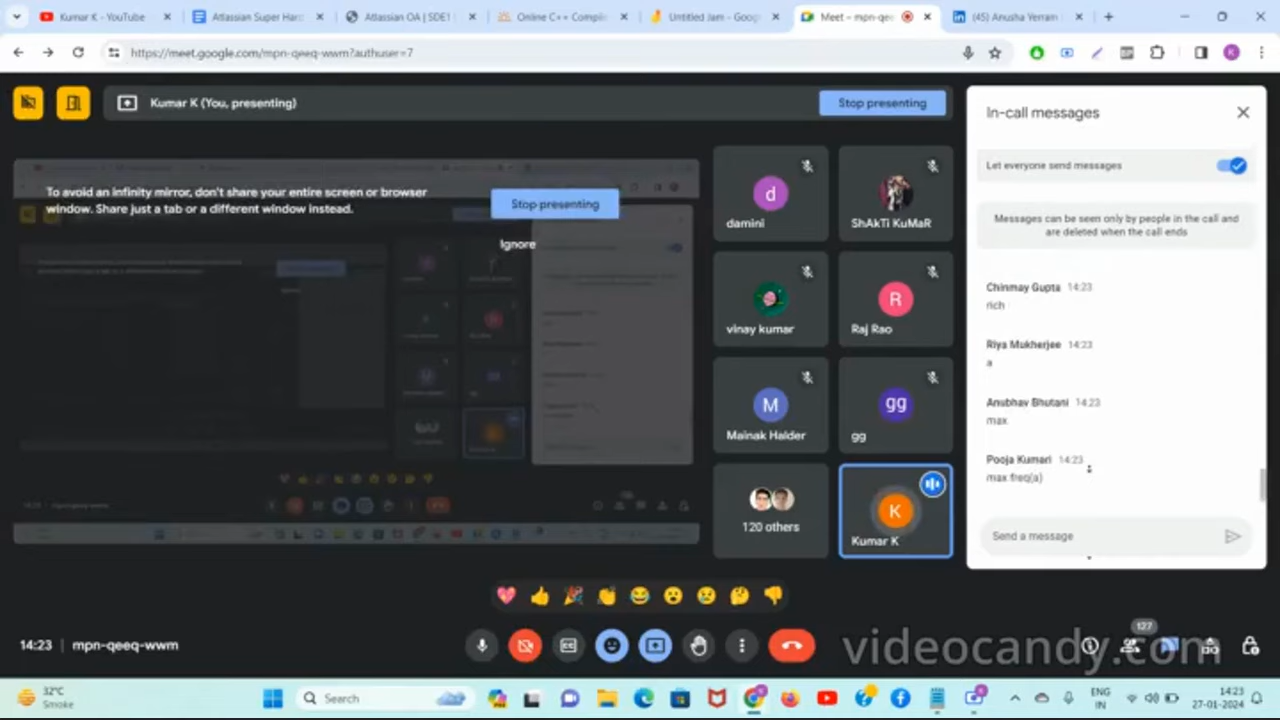 Kumar K - YouTube
Atlassian Super Hard
Atlassian OA | SDE1
Online C++ Compile
Untitled Jam - Goog
Meet – mpn-qee
(45) Anusha Yerram
https://meet.google.com/mpn-qeeq-wwm?authuser=7
K
Kumar K (You, presenting)
Stop presenting
To avoid an infinity mirror, don't share your entire screen or browser
window. Share just a tab or a different window instead.
Stop presenting
Ignore
d
damini
ShAkTi KuMaR
vinay kumar
R
Raj Rao
M
Mainak Halder
gg
gg
120 others
K
Kumar K
In-call messages
Let everyone send messages
Messages can be seen only by people in the call and
are deleted when the call ends
Chinmay Gupta 14:23
rich
Riya Mukherjee 14:23
a
Anubhav Bhutani 14:23
max
Pooja Kumari 14:23
max freq(a)
Send a message
14:23 | mpn-qeeq-wwm
127
videocandy.com
32°C
Smoke
Search
ENG
IN
14:23
27-01-2024